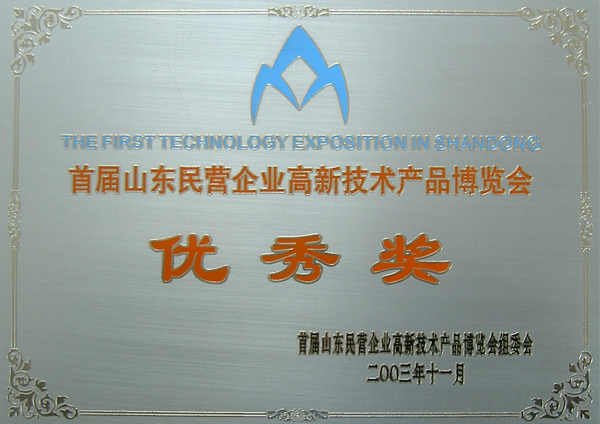 THE FIRST TECHNOLOGY EXPOSITION IN SHANDONG
首届山东民营企业高新技术产品博览会
优秀奖
首届山东民营企业高新技术产品博览会组委会
二〇〇三年十一月